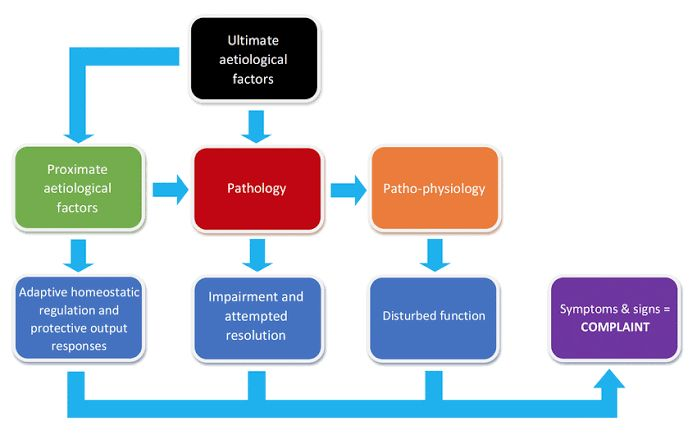 Ultimate
aetiological
factors
Proximate
aetiological
factors
Pathology
Patho-physiology
Adaptive homeostatic
regulation and
protective output
responses
Impairment and
attempted
resolution
Disturbed function
Symptoms & signs =
COMPLAINT